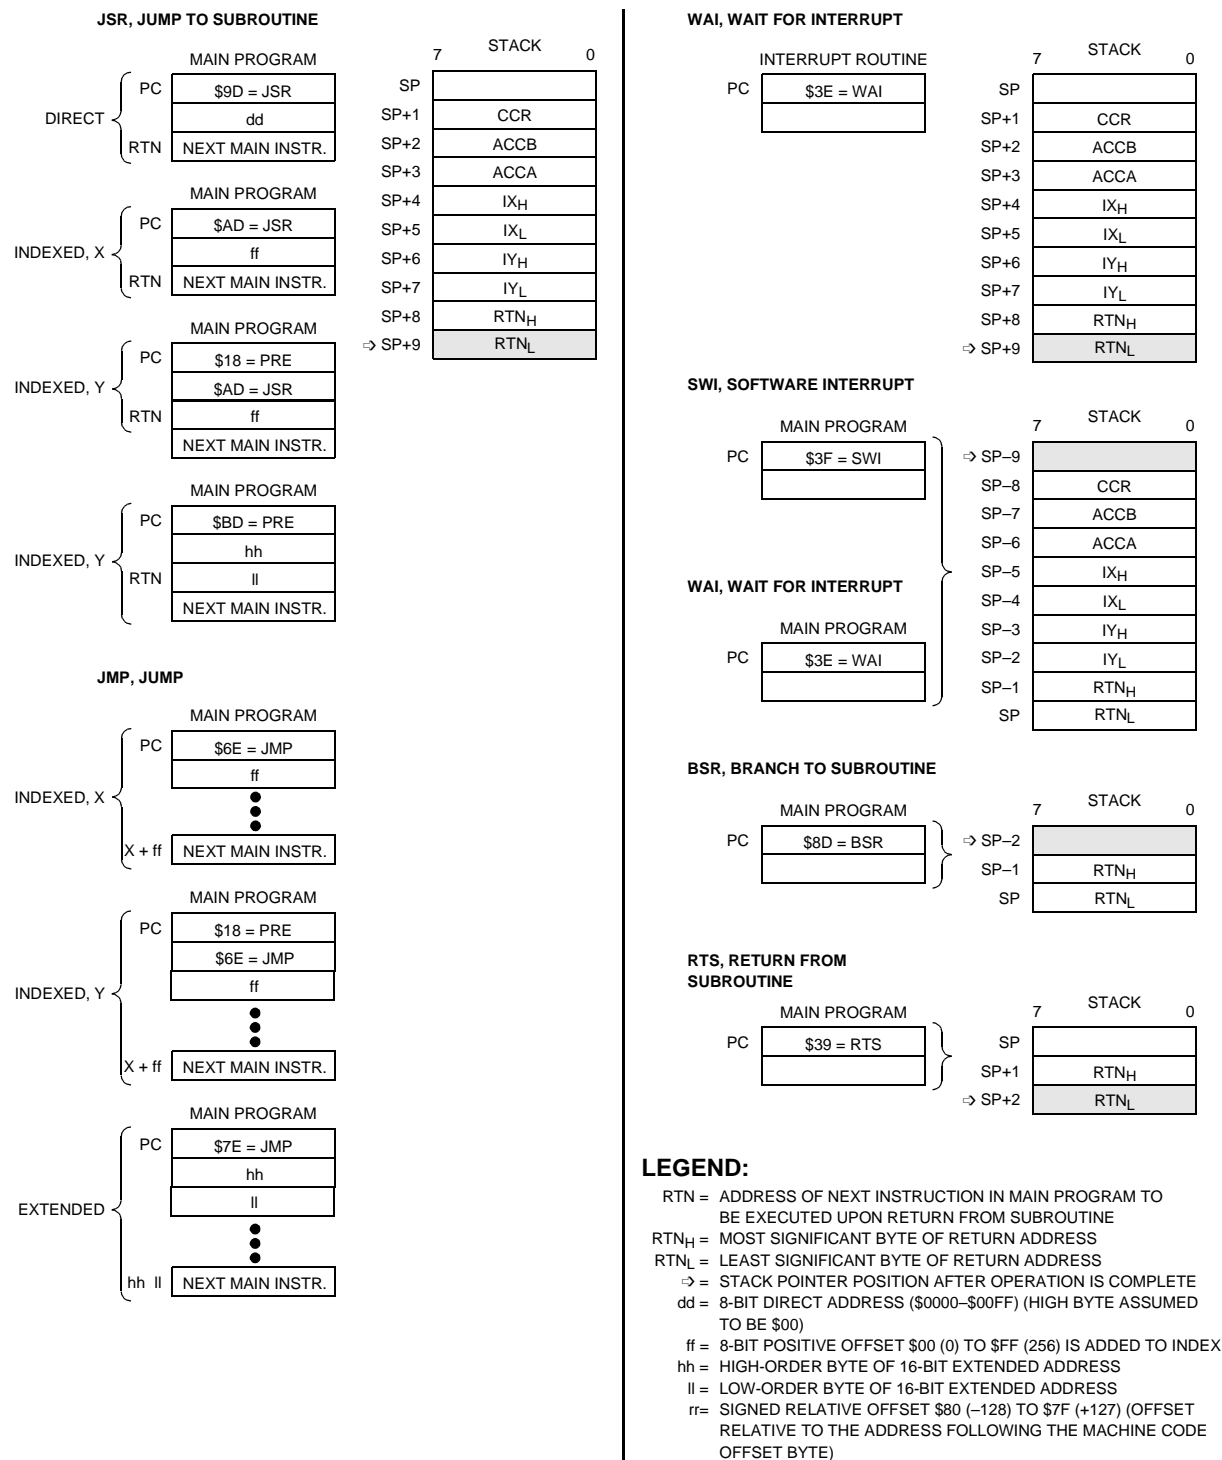 JSR, JUMP TO SUBROUTINE
MAIN PROGRAM
DIRECT
PC $9D = JSR
dd
RTN NEXT MAIN INSTR.
MAIN PROGRAM
INDEXED, X
PC $AD = JSR
ff
RTN NEXT MAIN INSTR.
MAIN PROGRAM
INDEXED, Y
PC $18 = PRE
$AD = JSR
RTN ff
NEXT MAIN INSTR.
MAIN PROGRAM
INDEXED, Y
PC $BD = PRE
hh
RTN ll
NEXT MAIN INSTR.
7 STACK 0
SP
SP+1 CCR
SP+2 ACCB
SP+3 ACCA
SP+4 IXH
SP+5 IXL
SP+6 IYH
SP+7 IYL
SP+8 RTNH
➩ SP+9 RTNL
JMP, JUMP
MAIN PROGRAM
INDEXED, X
PC $6E = JMP
ff
X + ff NEXT MAIN INSTR.
MAIN PROGRAM
INDEXED, Y
PC $18 = PRE
$6E = JMP
ff
X + ff NEXT MAIN INSTR.
MAIN PROGRAM
EXTENDED
PC $7E = JMP
hh
ll
hh ll NEXT MAIN INSTR.
WAI, WAIT FOR INTERRUPT
INTERRUPT ROUTINE
PC $3E = WAI
7 STACK 0
SP
SP+1 CCR
SP+2 ACCB
SP+3 ACCA
SP+4 IXH
SP+5 IXL
SP+6 IYH
SP+7 IYL
SP+8 RTNH
➩ SP+9 RTNL
SWI, SOFTWARE INTERRUPT
MAIN PROGRAM
PC $3F = SWI
WAI, WAIT FOR INTERRUPT
MAIN PROGRAM
PC $3E = WAI
7 STACK 0
➩ SP–9
SP–8 CCR
SP–7 ACCB
SP–6 ACCA
SP–5 IXH
SP–4 IXL
SP–3 IYH
SP–2 IYL
SP–1 RTNH
SP RTNL
BSR, BRANCH TO SUBROUTINE
MAIN PROGRAM
PC $8D = BSR
7 STACK 0
➩ SP–2
SP–1 RTNH
SP RTNL
RTS, RETURN FROM
SUBROUTINE
MAIN PROGRAM
PC $39 = RTS
7 STACK 0
SP
SP+1 RTNH
➩ SP+2 RTNL
LEGEND:
RTN = ADDRESS OF NEXT INSTRUCTION IN MAIN PROGRAM TO
BE EXECUTED UPON RETURN FROM SUBROUTINE
RTNH = MOST SIGNIFICANT BYTE OF RETURN ADDRESS
RTNL = LEAST SIGNIFICANT BYTE OF RETURN ADDRESS
➩ = STACK POINTER POSITION AFTER OPERATION IS COMPLETE
dd = 8-BIT DIRECT ADDRESS ($0000–$00FF) (HIGH BYTE ASSUMED
TO BE $00)
ff = 8-BIT POSITIVE OFFSET $00 (0) TO $FF (256) IS ADDED TO INDEX
hh = HIGH-ORDER BYTE OF 16-BIT EXTENDED ADDRESS
ll = LOW-ORDER BYTE OF 16-BIT EXTENDED ADDRESS
rr= SIGNED RELATIVE OFFSET $80 (–128) TO $7F (+127) (OFFSET
RELATIVE TO THE ADDRESS FOLLOWING THE MACHINE CODE
OFFSET BYTE)